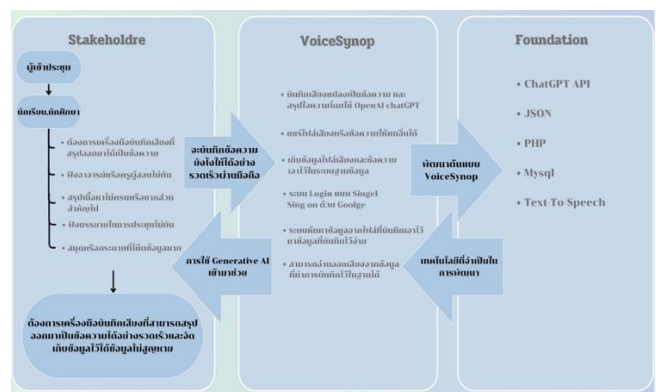 Stakeholdre
ผู้เข้าประชุม
นักเรียน,นักศึกษา
• ต้องการเครื่องมือบันทึกเสียงที่
สรุปออกมาได้เป็นข้อความ
• ฟังอาจารย์หรือครูผู้สอนไม่ทัน
• สรุปเนื้อหาไม่ครบหรือขาดส่วน
สำคัญไป
• ฟังบรรยายในการประชุมไม่ทัน
• สมุดหรือกระดาษที่โน๊ตข้อมูลหาย
ต้องการเครื่องมือบันทึกเสียงที่สามารถสรุป
ออกมาเป็นข้อความได้อย่างรวดเร็วและจัด
เก็บข้อมูลไว้ได้ข้อมูลไม่สูญหาย
จะบันทึกข้อความ
ยังไงให้ได้อย่าง
รวดเร็วผ่านมือถือ
การใช้ Generative AI
เข้ามาช่วย
VoiceSynop
• บันทึกเสียงแปลงเป็นข้อความ และ
สรุปใจความโดยใช้ OpenAI chatGPT
• แชร์ไฟล์เสียงหรือข้อความให้คนอื่นได้
• เก็บข้อมูลไฟล์เสียงและข้อความ
เอาไว้ในระบบฐานข้อมูล
• ระบบ Login แบบ Singel
Sing on ด้วย Goolge
• ระบบค้นหาข้อมูลจากไฟล์ที่บันทึกเอาไว้
หาข้อมูลที่บันทึกไว้ง่าย
• สามารถอ่านออกเสียงจากข้อมูล
ที่ทำการบันทึกไว้ในฐานได้
พัฒนาต้นแบบ
VoiceSynop
เทคโนโลยีที่จำเป็นใน
การพัฒนา
Foundation
• ChatGPT API
• JSON
• PHP
• Mysql
• Text To Speech